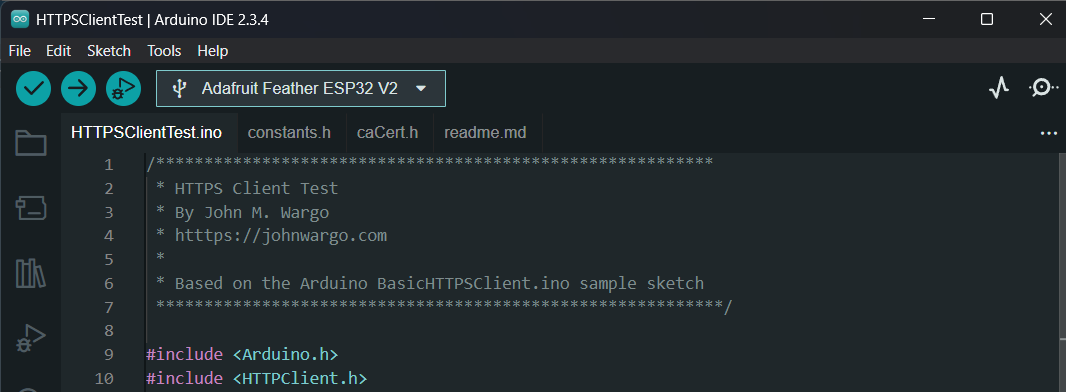 HTTPSClientTest | Arduino IDE 2.3.4
File Edit Sketch Tools Help
Adafruit Feather ESP32 V2
HTTPSClientTest.ino constants.h caCert.h readme.md
1 /**********************************************************
2 * HTTPS Client Test
3 * By John M. Wargo
4 * htttps://johnwargo.com
5 *
6 * Based on the Arduino BasicHTTPSClient.ino sample sketch
7 ***********************************************************/
8
9 #include <Arduino.h>
10 #include <HTTPClient.h>